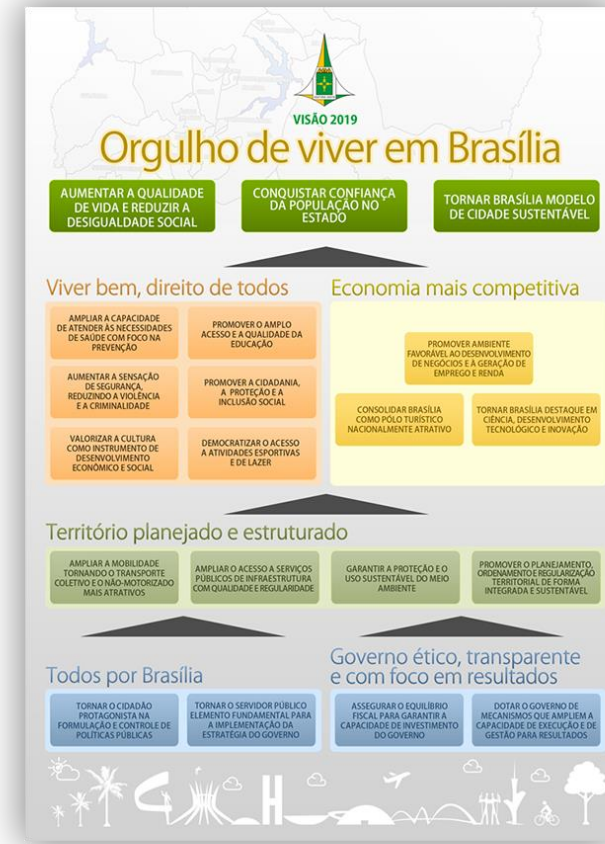 VISÃO 2019
Orgulho de viver em Brasília
AUMENTAR A QUALIDADE
DE VIDA E REDUZIR A
DESIGUALDADE SOCIAL
CONQUISTAR CONFIANÇA
DA POPULAÇÃO NO
ESTADO
TORNAR BRASÍLIA MODELO
DE CIDADE SUSTENTÁVEL
Viver bem, direito de todos
AMPLIAR A CAPACIDADE
DE ATENDER ÀS NECESSIDADES
DE SAÚDE COM FOCO NA
PREVENÇÃO
PROMOVER O AMPLO
ACESSO E A QUALIDADE DA
EDUCAÇÃO
AUMENTAR A SENSAÇÃO
DE SEGURANÇA,
REDUZINDO A VIOLÊNCIA
E A CRIMINALIDADE
PROMOVER A CIDADANIA,
A PROTEÇÃO E A
INCLUSÃO SOCIAL
VALORIZAR A CULTURA
COMO INSTRUMENTO DE
DESENVOLVIMENTO
ECONÔMICO E SOCIAL
DEMOCRATIZAR O ACESSO
A ATIVIDADES ESPORTIVAS
E DE LAZER
Economia mais competitiva
PROMOVER AMBIENTE
FAVORÁVEL AO DESENVOLVIMENTO
DE NEGÓCIOS E À GERAÇÃO DE
EMPREGO E RENDA
CONSOLIDAR BRASÍLIA
COMO PÓLO TURÍSTICO
NACIONALMENTE ATRATIVO
TORNAR BRASÍLIA DESTAQUE EM
CIÊNCIA, DESENVOLVIMENTO
TECNOLÓGICO E INOVAÇÃO
Território planejado e estruturado
AMPLIAR A MOBILIDADE
TORNANDO O TRANSPORTE
COLETIVO E O NÃO-MOTORIZADO
MAIS ATRATIVOS
AMPLIAR O ACESSO A SERVIÇOS
PÚBLICOS DE INFRAESTRUTURA
COM QUALIDADE E REGULARIDADE
GARANTIR A PROTEÇÃO E O
USO SUSTENTÁVEL DO MEIO
AMBIENTE
PROMOVER O PLANEJAMENTO,
ORDENAMENTO E REGULARIZAÇÃO
TERRITORIAL DE FORMA
INTEGRADA E SUSTENTÁVEL
Todos por Brasília
TORNAR O CIDADÃO
PROTAGONISTA NA
FORMULAÇÃO E CONTROLE DE
POLÍTICAS PÚBLICAS
TORNAR O SERVIDOR PÚBLICO
ELEMENTO FUNDAMENTAL PARA
A IMPLEMENTAÇÃO DA
ESTRATÉGIA DO GOVERNO
Governo ético, transparente
e com foco em resultados
ASSEGURAR O EQUILÍBRIO
FISCAL PARA GARANTIR A
CAPACIDADE DE INVESTIMENTO
DO GOVERNO
DOTAR O GOVERNO DE
MECANISMOS QUE AMPLIEM A
CAPACIDADE DE EXECUÇÃO E DE
GESTÃO PARA RESULTADOS